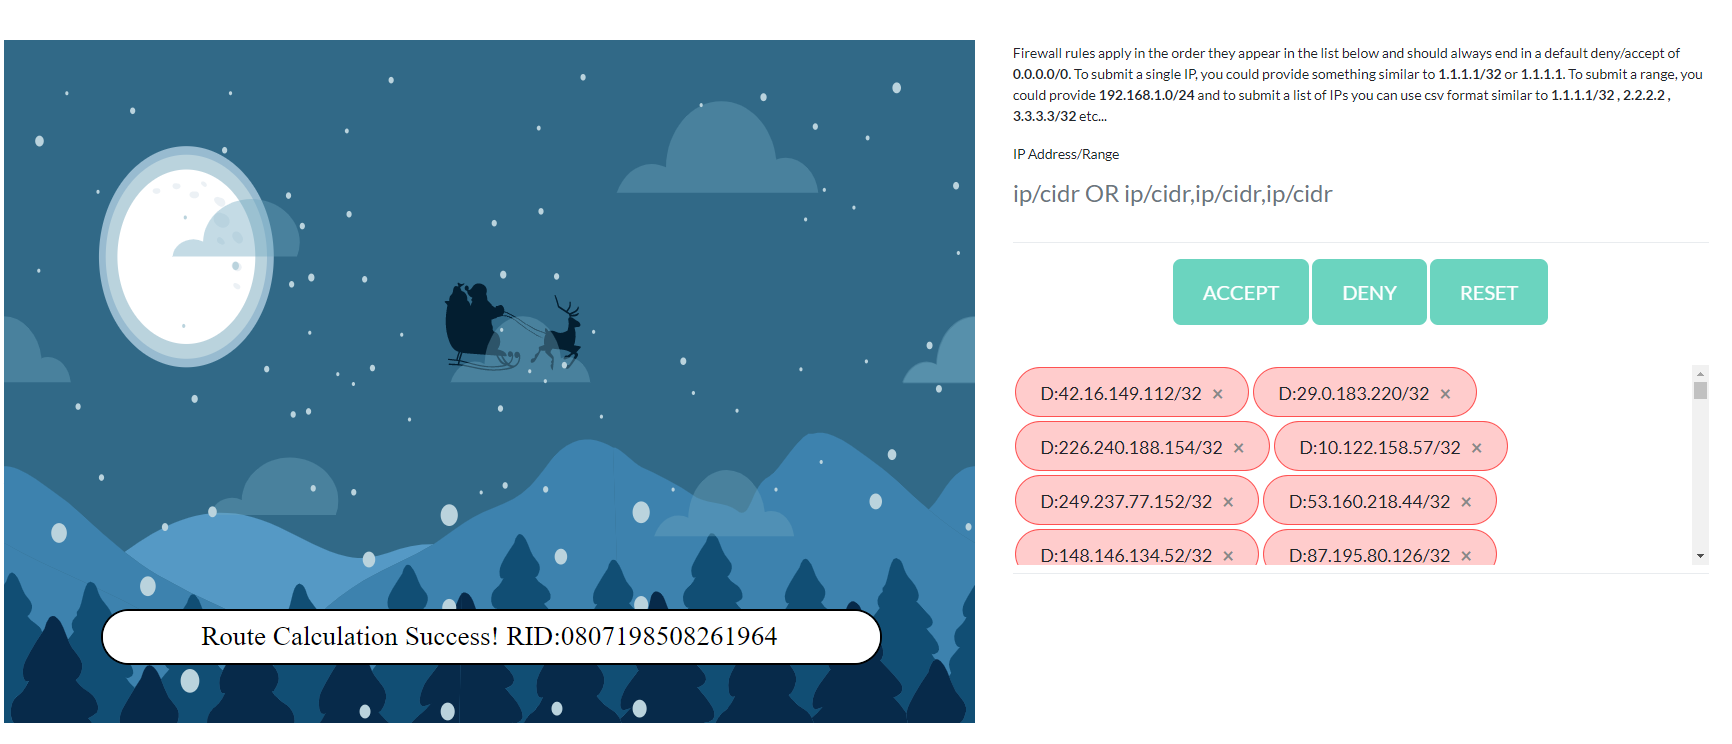 Firewall rules apply in the order they appear in the list below and should always end in a default deny/accept of
0.0.0.0/0. To submit a single IP, you could provide something similar to 1.1.1.1/32 or 1.1.1.1. To submit a range, you
could provide 192.168.1.0/24 and to submit a list of IPs you can use csv format similar to 1.1.1.1/32 , 2.2.2.2 ,
3.3.3.3/32 etc...
IP Address/Range
ip/cidr OR ip/cidr,ip/cidr,ip/cidr
ACCEPT DENY RESET
D:42.16.149.112/32 × D:29.0.183.220/32 ×
D:226.240.188.154/32 × D:10.122.158.57/32 ×
D:249.237.77.152/32 × D:53.160.218.44/32 ×
D:148.146.134.52/32 × D:87.195.80.126/32 ×
Route Calculation Success! RID:0807198508261964